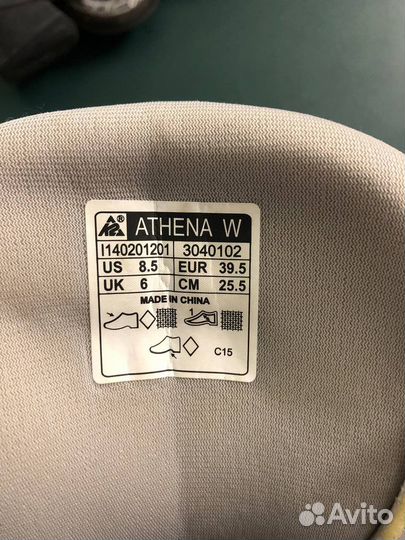 K2® ATHENA W
I140201201 3040102
US 8.5 EUR 39.5
UK 6 CM 25.5
MADE IN CHINA
C15
Avito